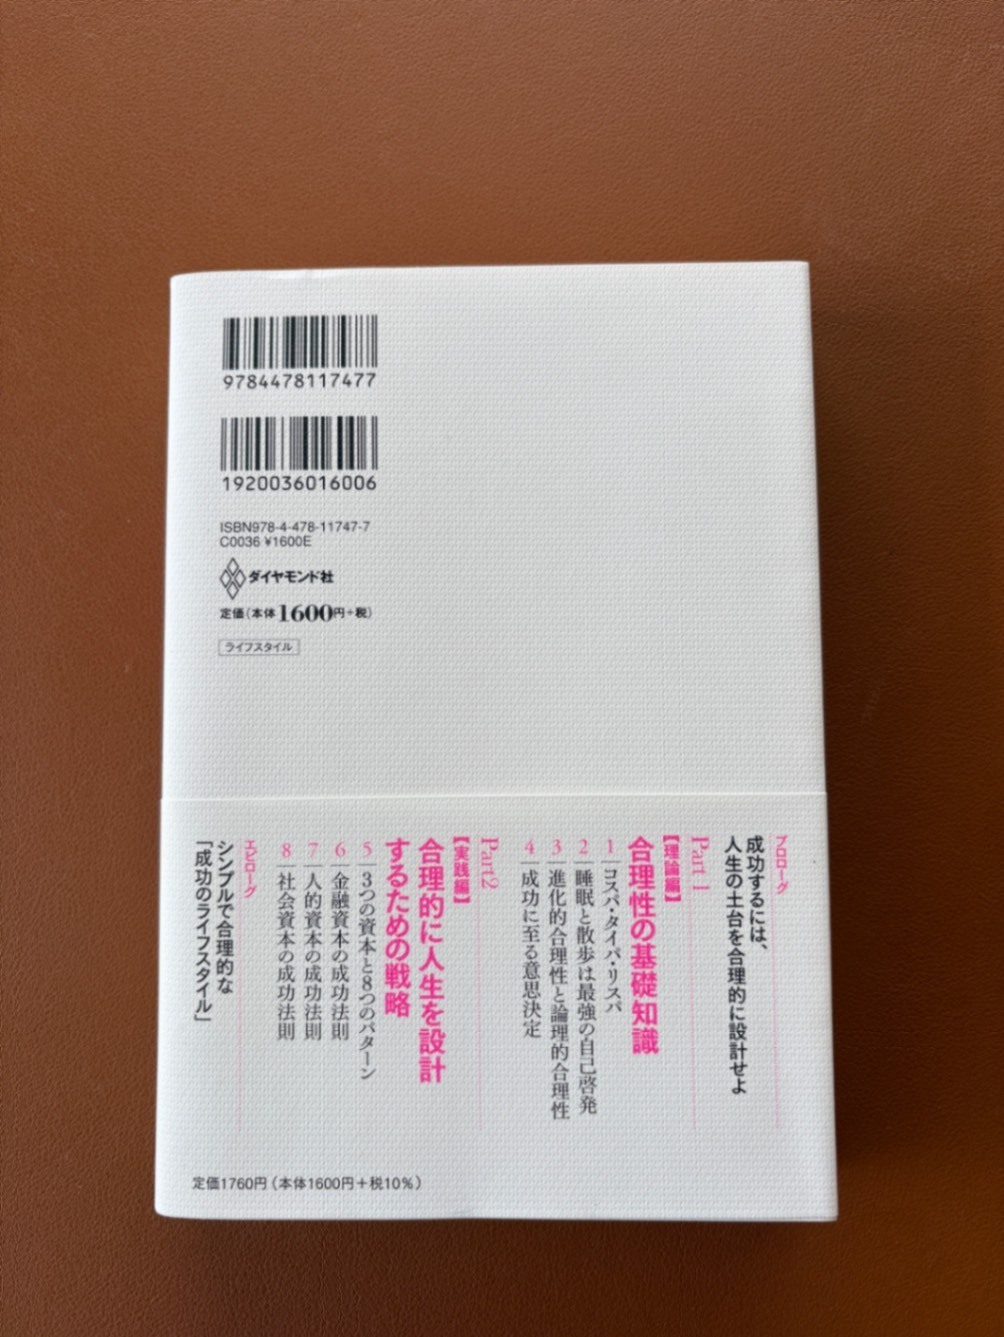 9784478117477
1920036016006
ISBN978-4-478-11747-7
C0036 ¥1600E
ダイヤモンド社
定価(本体1600円+税)
ライフスタイル
プロローグ
成功するには、
人生の土台を合理的に設計せよ
Part 1
【理論編】
合理性の基礎知識
1 コスパ・タイパ・リスパ
2 睡眠と散歩は最強の自己啓発
3 進化的合理性と論理的合理性
4 成功に至る意思決定
Part2
【実践編】
合理的に人生を設計
するための戦略
5 3つの資本と8つのパターン
6 金融資本の成功法則
7 人的資本の成功法則
8 社会資本の成功法則
エピローグ
シンプルで合理的な
「成功のライフスタイル」
定価1760円(本体1600円+税10%)